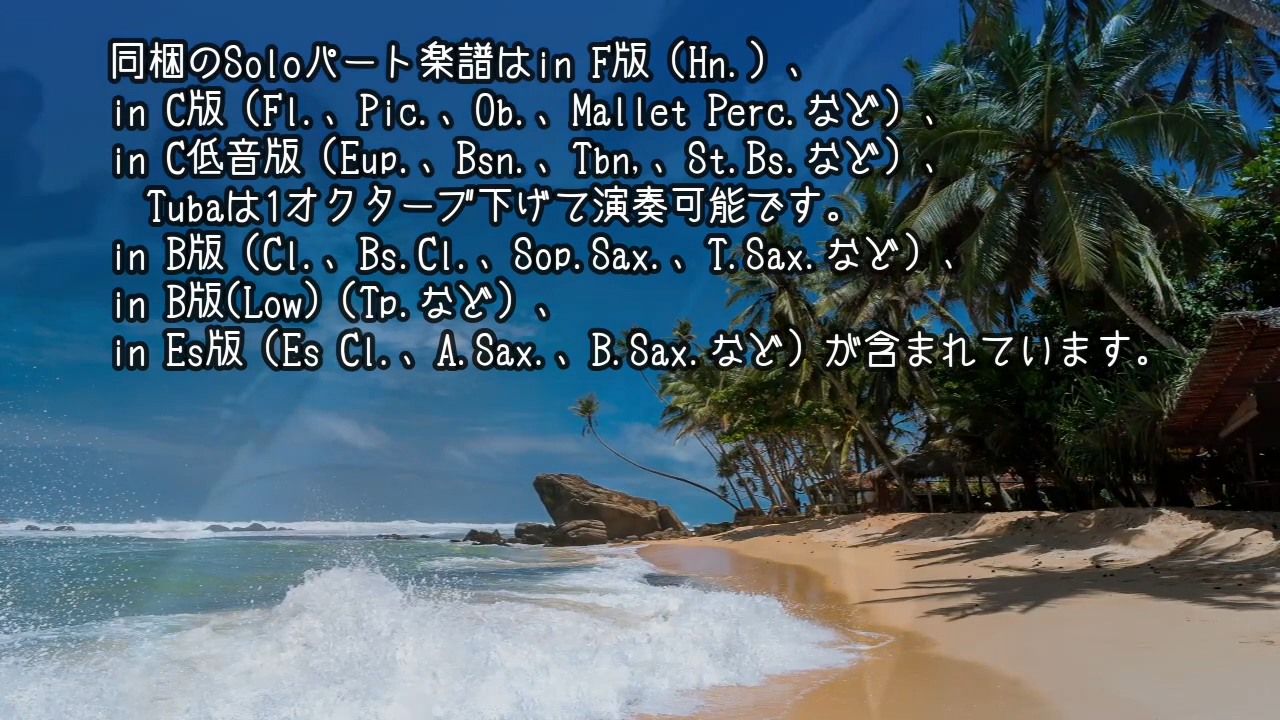 同梱のSoloパート楽譜はin F版（Hn.）、
in C版（Fl.、Pic.、Ob.、Mallet Perc.など）、
in C低音版（Eup.、Bsn.、Tbn,、St.Bs.など）、
Tubaは1オクターブ下げて演奏可能です。
in B版（Cl.、Bs.Cl.、Sop.Sax.、T.Sax.など）、
in B版(Low)（Tp.など）、
in Es版（Es Cl.、A.Sax.、B.Sax.など）が含まれています。